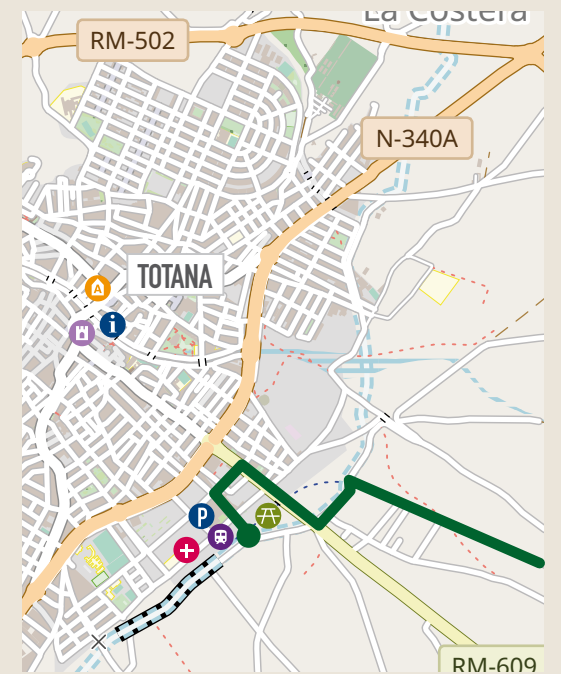 La Costera
RM-502
N-340A
TOTANA
A
i
P
RM-609